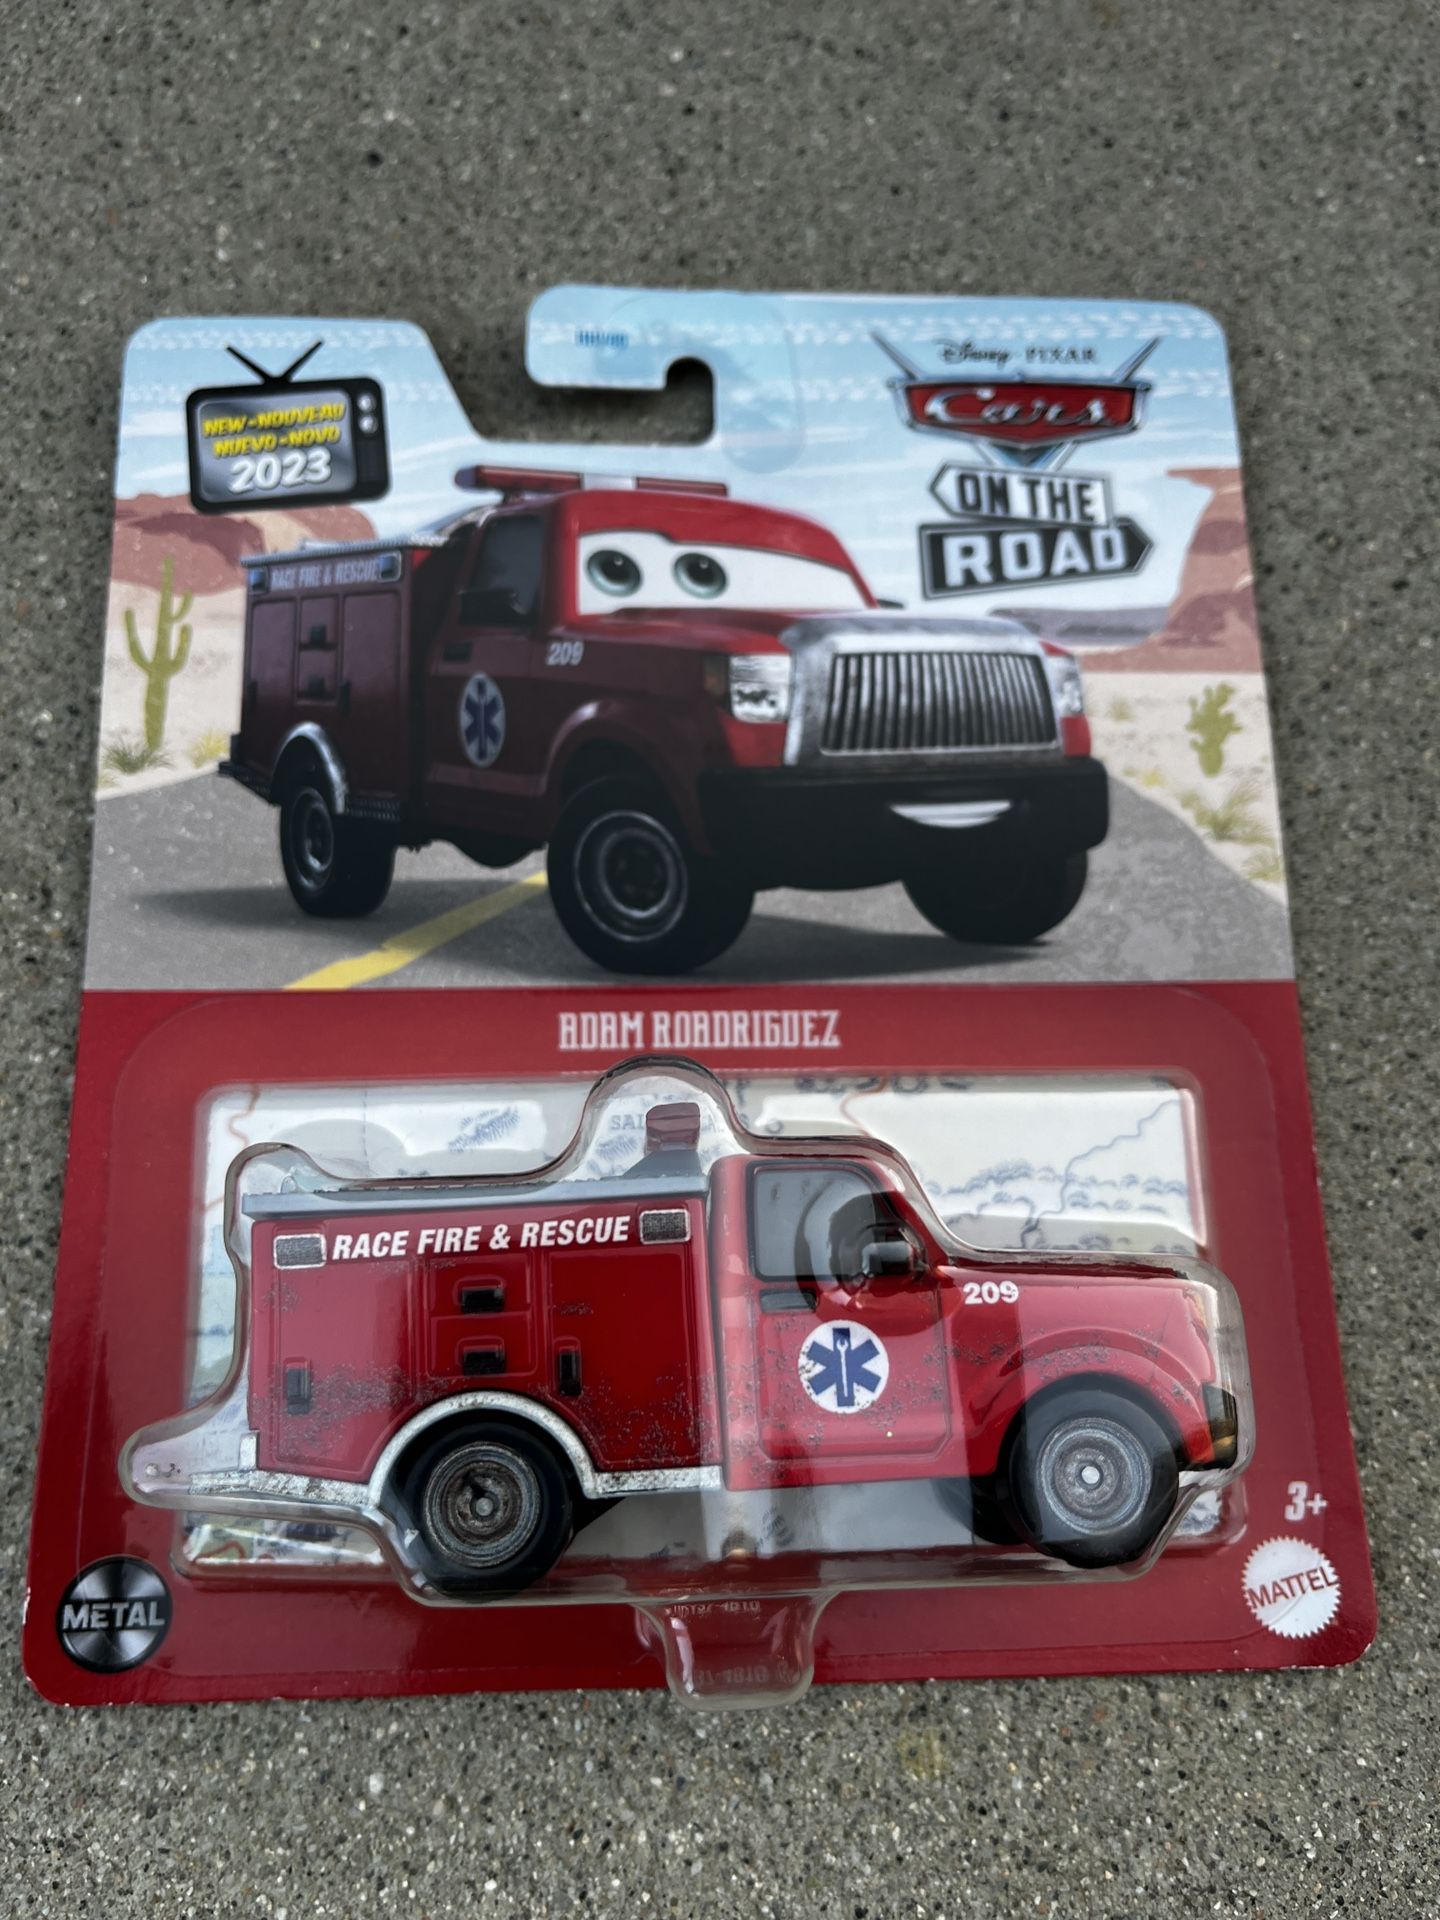 Disney · PIXAR
Cars
ON THE
ROAD
NEW-NOUVEAU
NUEVO-NOVO
2023
RACE FIRE & RESCUE
209
ADAM ROADRIGUEZ
RACE FIRE & RESCUE
209
3+
METAL
MATTEL